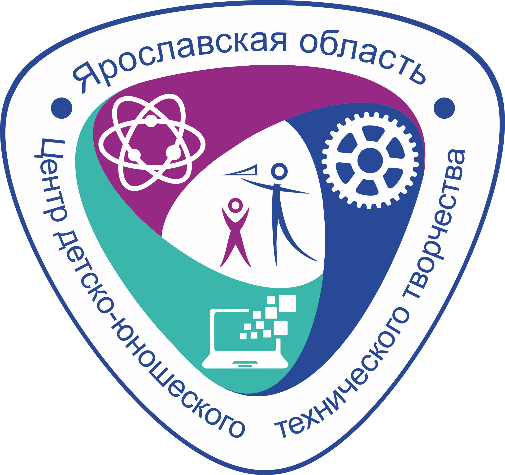 Ярославская область
Центр детско-юношеского технического творчества